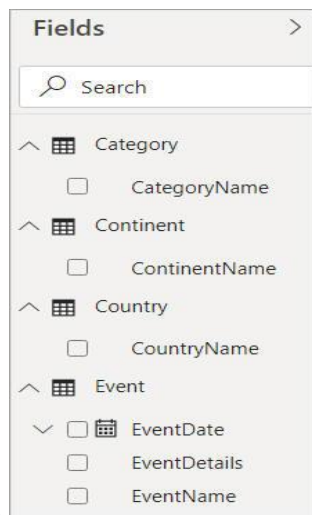 Fields
Search
Category
CategoryName
Continent
ContinentName
Country
CountryName
Event
EventDate
EventDetails
EventName